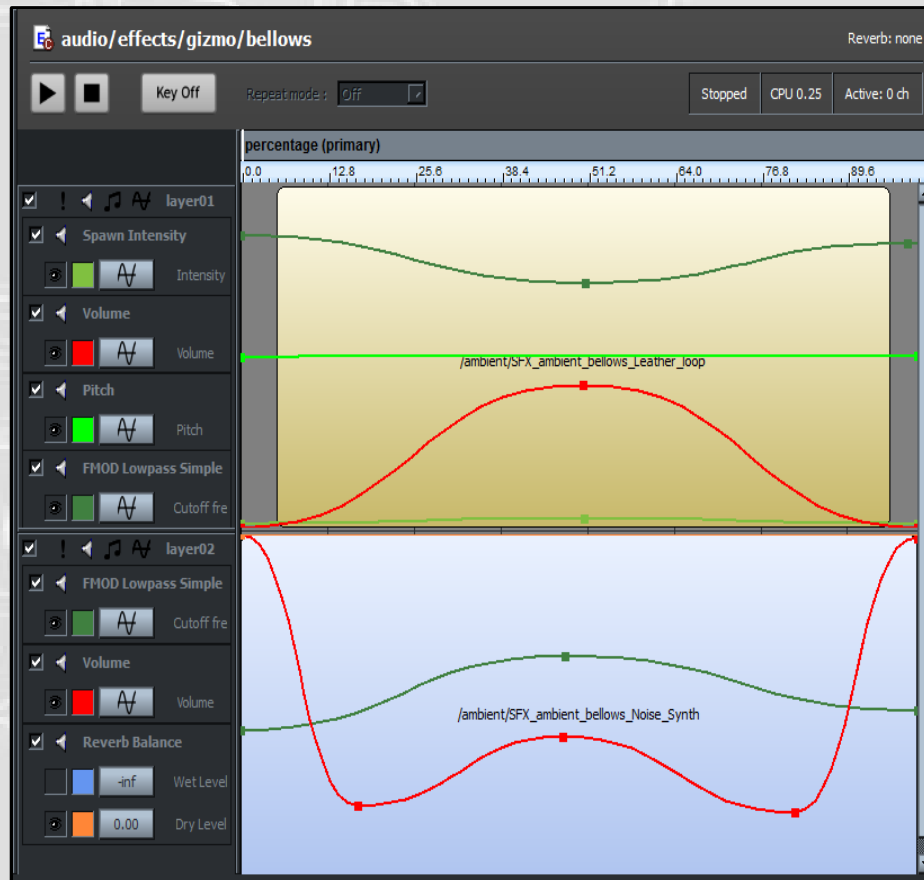 audio/effects/gizmo/bellows
Reverb: none
Key Off
Repeat mode :
Off
Stopped
CPU 0.25
Active: 0 ch
percentage (primary)
0.0 12.8 25.6 38.4 51.2 64.0 76.8 89.6
layer01
Spawn Intensity
Intensity
Volume
Volume
/ambient/SFX_ambient_bellows_Leather_loop
Pitch
Pitch
FMOD Lowpass Simple
Cutoff fre
layer02
FMOD Lowpass Simple
Cutoff fre
Volume
Volume
/ambient/SFX_ambient_bellows_Noise_Synth
Reverb Balance
-inf
Wet Level
0.00
Dry Level